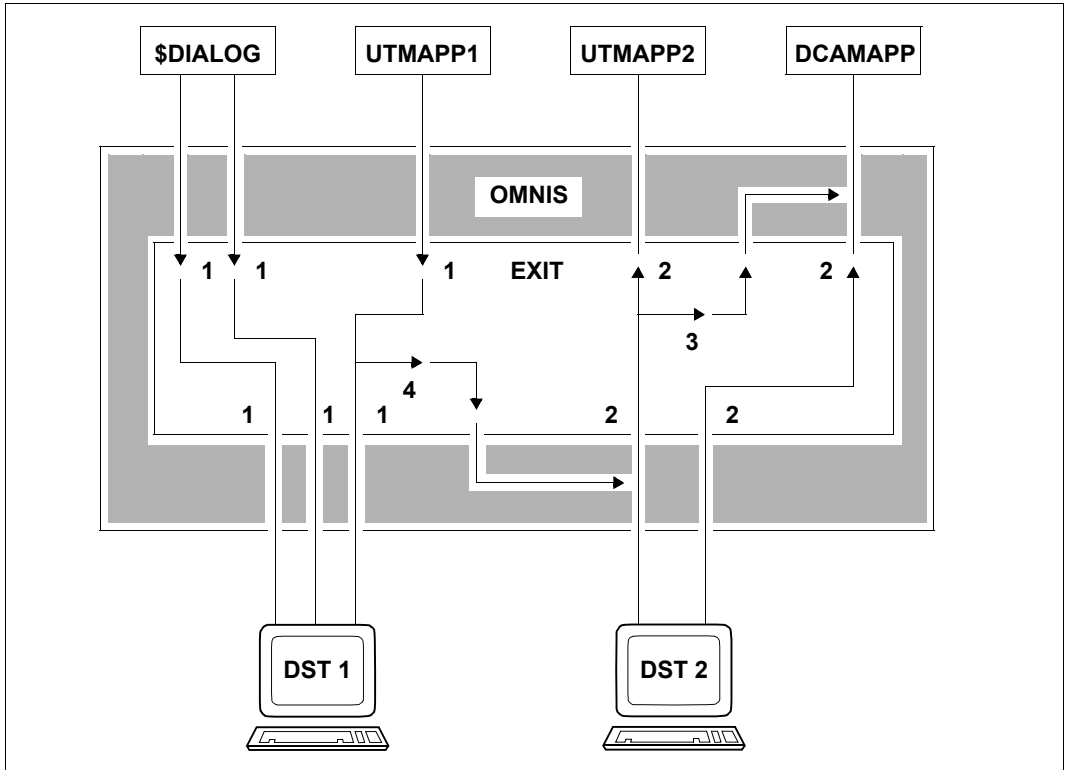 $DIALOG UTMAPP1 UTMAPP2 DCAMAPP
OMNIS
1 1 1 EXIT 2 2
3
4
1 1 1 2 2
DST 1 DST 2